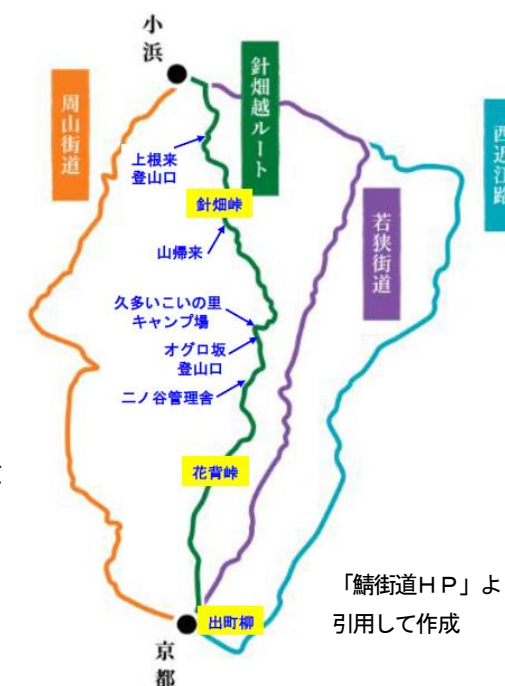 小浜
針畑越ルート
周山街道
西近江路
上根来
登山口
針畑峠
若狭街道
山帰来
久多いこいの里
キャンプ場
オグロ坂
登山口
二ノ谷管理舎
花背峠
「鯖街道ＨＰ」よ
引用して作成
出町柳
京都